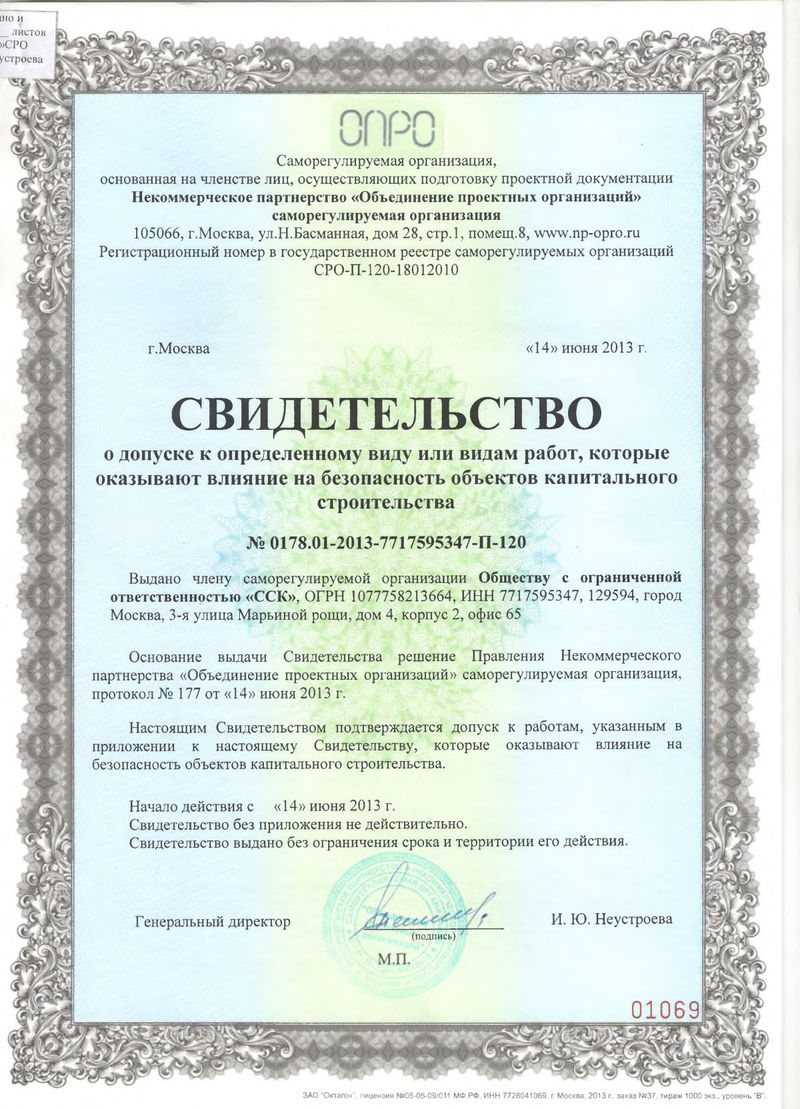 но и
листов
»СРО
устроева
ОПРО
Саморегулируемая организация,
основанная на членстве лиц, осуществляющих подготовку проектной документации
Некоммерческое партнерство «Объединение проектных организаций»
саморегулируемая организация
105066, г.Москва, ул.Н.Басманная, дом 28, стр.1, помещ.8, www.np-opro.ru
Регистрационный номер в государственном реестре саморегулируемых организаций
СРО-П-120-18012010
г.Москва «14» июня 2013 г.
СВИДЕТЕЛЬСТВО
о допуске к определенному виду или видам работ, которые
оказывают влияние на безопасность объектов капитального
строительства
№ 0178.01-2013-7717595347-П-120
Выдано члену саморегулируемой организации Обществу с ограниченной
ответственностью «ССК», ОГРН 1077758213664, ИНН 7717595347, 129594, город
Москва, 3-я улица Марьиной рощи, дом 4, корпус 2, офис 65
Основание выдачи Свидетельства решение Правления Некоммерческого
партнерства «Объединение проектных организаций» саморегулируемая организация,
протокол № 177 от «14» июня 2013 г.
Настоящим Свидетельством подтверждается допуск к работам, указанным в
приложении к настоящему Свидетельству, которые оказывают влияние на
безопасность объектов капитального строительства.
Начало действия с «14» июня 2013 г.
Свидетельство без приложения не действительно.
Свидетельство выдано без ограничения срока и территории его действия.
Генеральный директор И. Ю. Неустроева
(подпись)
М.П.
01069
ЗАО "Октагон", лицензия №05-05-09/011 МФ РФ, ИНН 7728041069, г. Москва, 2013 г., заказ №37, тираж 1000 экз., уровень "В".